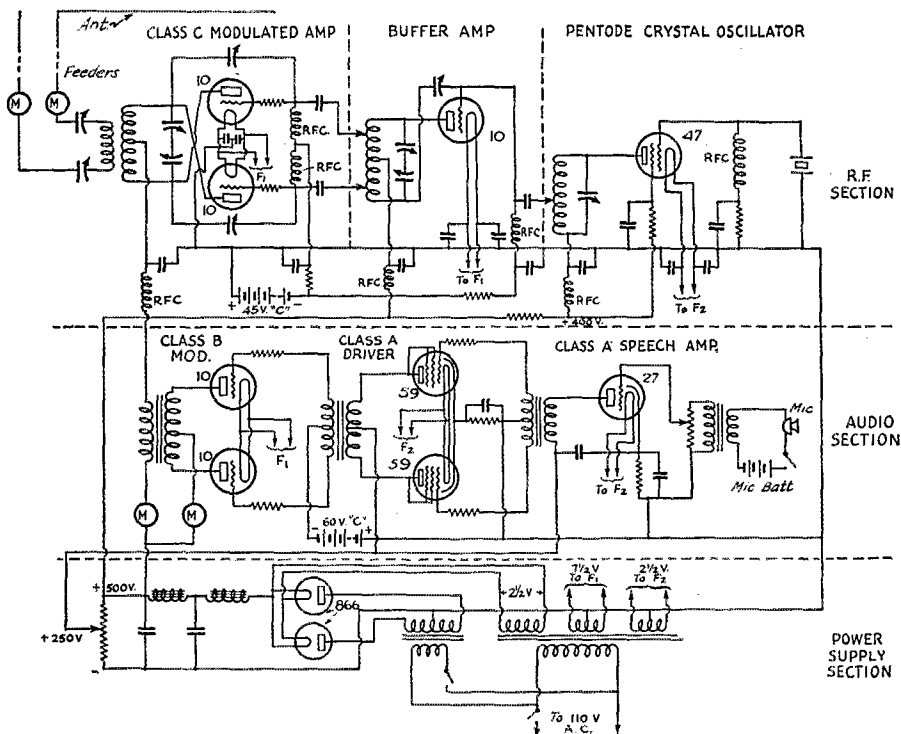 Ant.
CLASS C MODULATED AMP
BUFFER AMP
PENTODE CRYSTAL OSCILLATOR
Feeders
M
M
10
10
F1
RFC.
RFC
10
To F1
RFC
RFC
47
RFC
To F2
RFC
+400V.
R.F.
SECTION
RFC
+
45V. "C"
-
CLASS B
MOD.
10
10
F1
M
M
CLASS A
DRIVER
59
59
F2
- 60V. "C" +
CLASS A SPEECH AMP.
27
To F2
Mic
Mic Batt
AUDIO
SECTION
+ 500V.
+250V
-
866
2½V
7½V
To F1
2½V.
To F2
To 110 V
A.C.
POWER
SUPPLY
SECTION